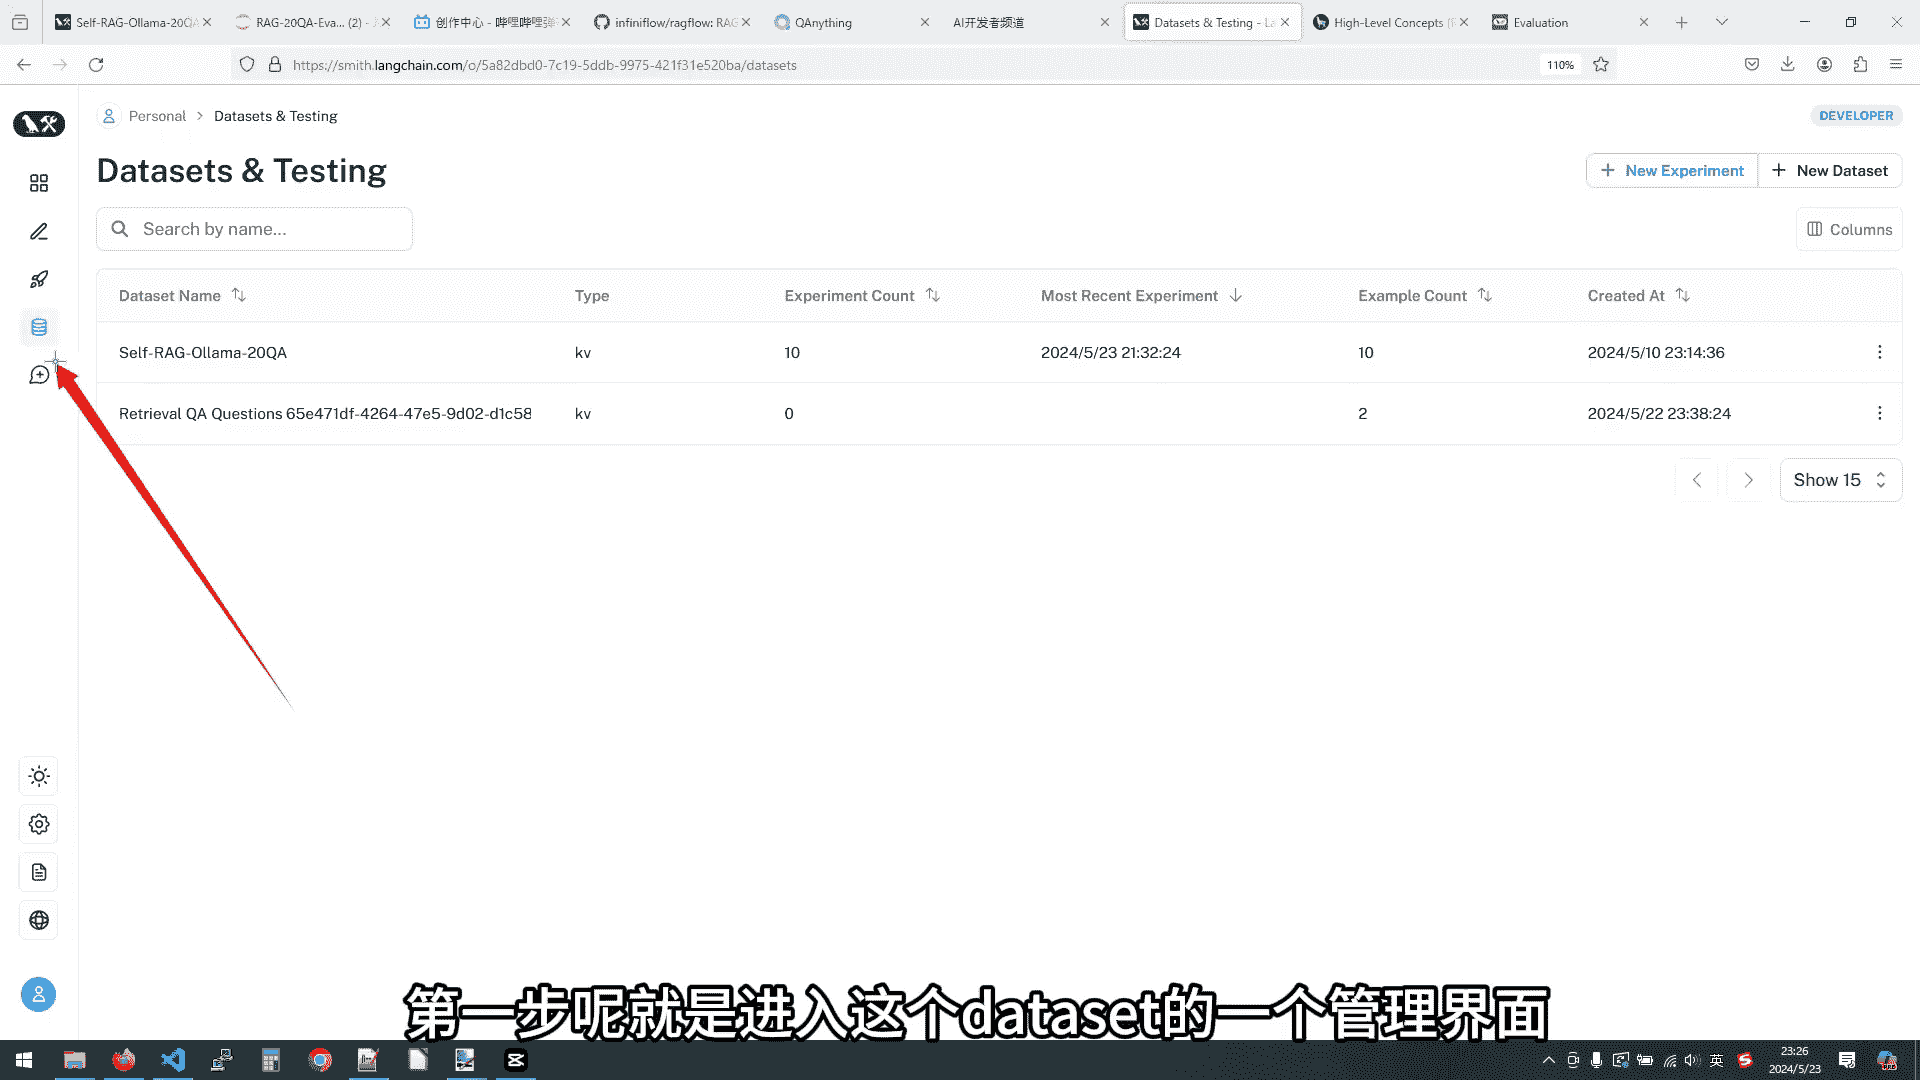 Self-RAG-Ollama-20QA
RAG-20QA-Eva... (2) -
创作中心 - 哔哩哔哩弹
infiniflow/ragflow: RAG
QAnything
AI开发者频道
Datasets & Testing - La
High-Level Concepts
Evaluation
https://smith.langchain.com/o/5a82dbd0-7c19-5ddb-9975-421f31e520ba/datasets
110%
Personal > Datasets & Testing
DEVELOPER
Datasets & Testing
+ New Experiment
+ New Dataset
Search by name...
Columns
Dataset Name Type Experiment Count Most Recent Experiment Example Count Created At
Self-RAG-Ollama-20QA kv 10 2024/5/23 21:32:24 10 2024/5/10 23:14:36
Retrieval QA Questions 65e471df-4264-47e5-9d02-d1c58 kv 0 2 2024/5/22 23:38:24
Show 15
第一步呢就是进入这个dataset的一个管理界面
英
23:26
2024/5/23